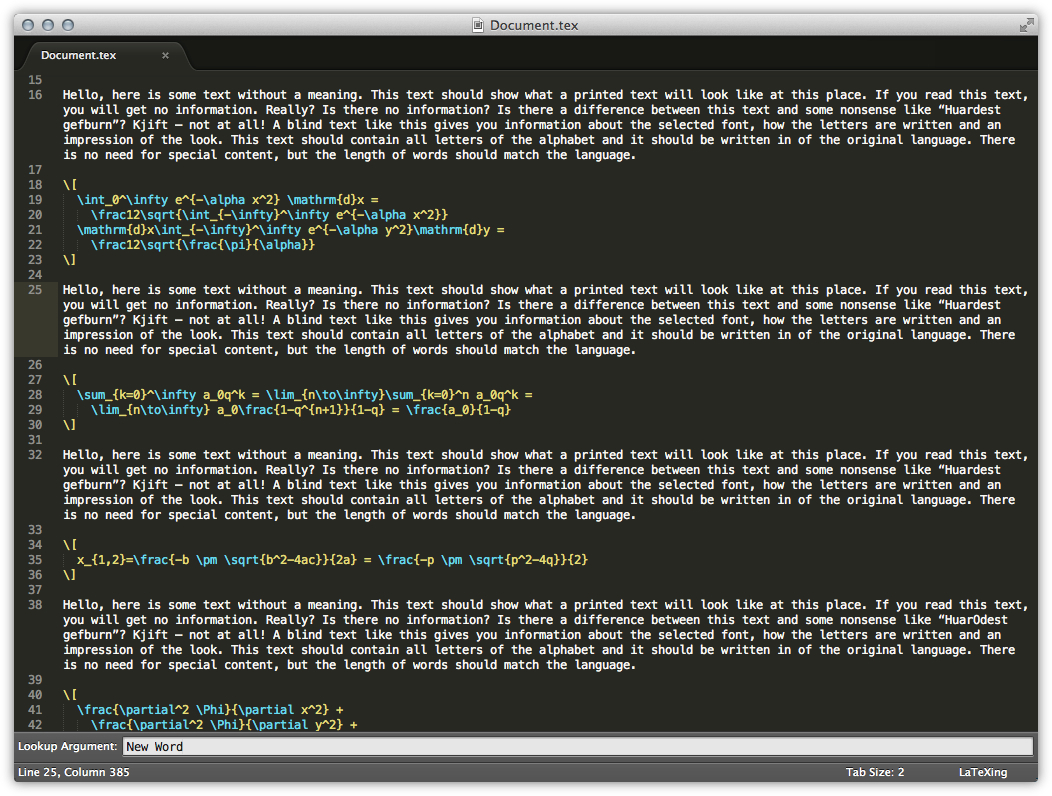 Document.tex
Document.tex ×
15
16 Hello, here is some text without a meaning. This text should show what a printed text will look like at this place. If you read this text,
you will get no information. Really? Is there no information? Is there a difference between this text and some nonsense like “Huardest
gefburn”? Kjift – not at all! A blind text like this gives you information about the selected font, how the letters are written and an
impression of the look. This text should contain all letters of the alphabet and it should be written in of the original language. There
is no need for special content, but the length of words should match the language.
17
18 \[
19 \int_0^\infty e^{-\alpha x^2} \mathrm{d}x =
20 \frac12\sqrt{\int_{-\infty}^\infty e^{-\alpha x^2}}
21 \mathrm{d}x\int_{-\infty}^\infty e^{-\alpha y^2}\mathrm{d}y =
22 \frac12\sqrt{\frac{\pi}{\alpha}}
23 \]
24
25 Hello, here is some text without a meaning. This text should show what a printed text will look like at this place. If you read this text,
you will get no information. Really? Is there no information? Is there a difference between this text and some nonsense like “Huardest
gefburn”? Kjift – not at all! A blind text like this gives you information about the selected font, how the letters are written and an
impression of the look. This text should contain all letters of the alphabet and it should be written in of the original language. There
is no need for special content, but the length of words should match the language.
26
27 \[
28 \sum_{k=0}^\infty a_0q^k = \lim_{n\to\infty}\sum_{k=0}^n a_0q^k =
29 \lim_{n\to\infty} a_0\frac{1-q^{n+1}}{1-q} = \frac{a_0}{1-q}
30 \]
31
32 Hello, here is some text without a meaning. This text should show what a printed text will look like at this place. If you read this text,
you will get no information. Really? Is there no information? Is there a difference between this text and some nonsense like “Huardest
gefburn”? Kjift – not at all! A blind text like this gives you information about the selected font, how the letters are written and an
impression of the look. This text should contain all letters of the alphabet and it should be written in of the original language. There
is no need for special content, but the length of words should match the language.
33
34 \[
35 x_{1,2}=\frac{-b \pm \sqrt{b^2-4ac}}{2a} = \frac{-p \pm \sqrt{p^2-4q}}{2}
36 \]
37
38 Hello, here is some text without a meaning. This text should show what a printed text will look like at this place. If you read this text,
you will get no information. Really? Is there no information? Is there a difference between this text and some nonsense like “HuarOdest
gefburn”? Kjift – not at all! A blind text like this gives you information about the selected font, how the letters are written and an
impression of the look. This text should contain all letters of the alphabet and it should be written in of the original language. There
is no need for special content, but the length of words should match the language.
39
40 \[
41 \frac{\partial^2 \Phi}{\partial x^2} +
42 \frac{\partial^2 \Phi}{\partial y^2} +
Lookup Argument: New Word
Line 25, Column 385 Tab Size: 2 LaTeXing